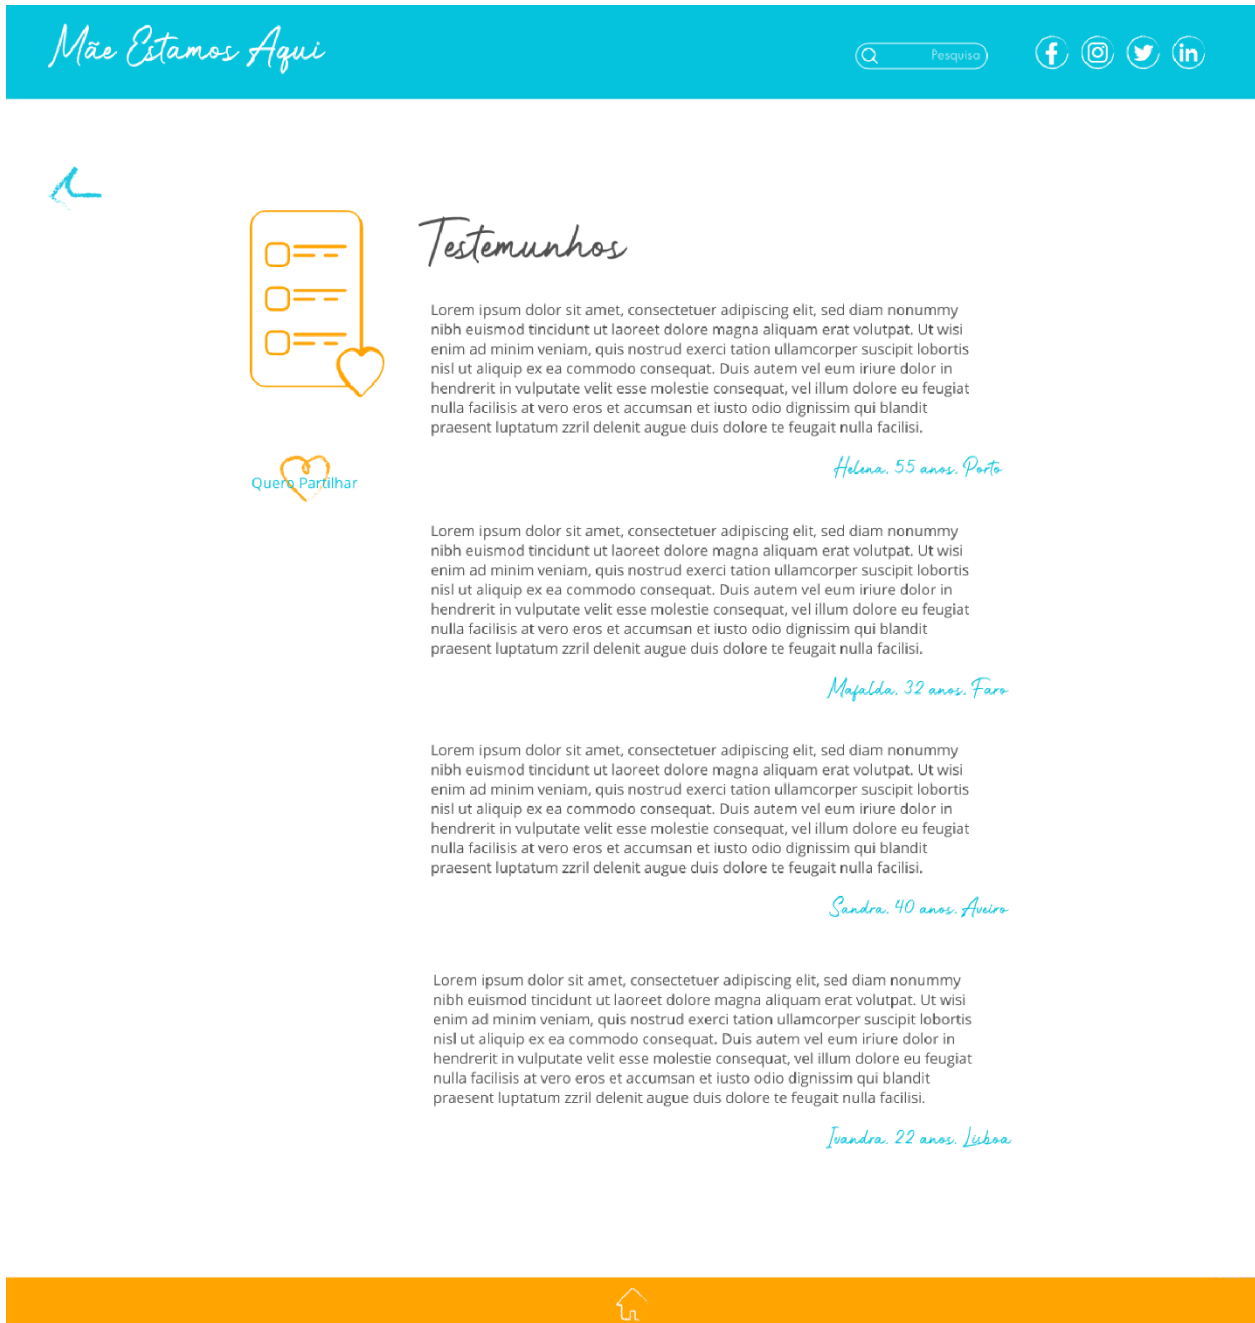 Mãe Estamos Aqui
Pesquisa
Testemunhos
Lorem ipsum dolor sit amet, consectetuer adipiscing elit, sed diam nonummy
nibh euismod tincidunt ut laoreet dolore magna aliquam erat volutpat. Ut wisi
enim ad minim veniam, quis nostrud exerci tation ullamcorper suscipit lobortis
nisl ut aliquip ex ea commodo consequat. Duis autem vel eum iriure dolor in
hendrerit in vulputate velit esse molestie consequat, vel illum dolore eu feugiat
nulla facilisis at vero eros et accumsan et iusto odio dignissim qui blandit
praesent luptatum zzril delenit augue duis dolore te feugait nulla facilisi.
Helena, 55 anos, Porto
Quero Partilhar
Lorem ipsum dolor sit amet, consectetuer adipiscing elit, sed diam nonummy
nibh euismod tincidunt ut laoreet dolore magna aliquam erat volutpat. Ut wisi
enim ad minim veniam, quis nostrud exerci tation ullamcorper suscipit lobortis
nisl ut aliquip ex ea commodo consequat. Duis autem vel eum iriure dolor in
hendrerit in vulputate velit esse molestie consequat, vel illum dolore eu feugiat
nulla facilisis at vero eros et accumsan et iusto odio dignissim qui blandit
praesent luptatum zzril delenit augue duis dolore te feugait nulla facilisi.
Mafalda, 32 anos, Faro
Lorem ipsum dolor sit amet, consectetuer adipiscing elit, sed diam nonummy
nibh euismod tincidunt ut laoreet dolore magna aliquam erat volutpat. Ut wisi
enim ad minim veniam, quis nostrud exerci tation ullamcorper suscipit lobortis
nisl ut aliquip ex ea commodo consequat. Duis autem vel eum iriure dolor in
hendrerit in vulputate velit esse molestie consequat, vel illum dolore eu feugiat
nulla facilisis at vero eros et accumsan et iusto odio dignissim qui blandit
praesent luptatum zzril delenit augue duis dolore te feugait nulla facilisi.
Sandra, 40 anos, Aveiro
Lorem ipsum dolor sit amet, consectetuer adipiscing elit, sed diam nonummy
nibh euismod tincidunt ut laoreet dolore magna aliquam erat volutpat. Ut wisi
enim ad minim veniam, quis nostrud exerci tation ullamcorper suscipit lobortis
nisl ut aliquip ex ea commodo consequat. Duis autem vel eum iriure dolor in
hendrerit in vulputate velit esse molestie consequat, vel illum dolore eu feugiat
nulla facilisis at vero eros et accumsan et iusto odio dignissim qui blandit
praesent luptatum zzril delenit augue duis dolore te feugait nulla facilisi.
Ivandra, 22 anos, Lisboa